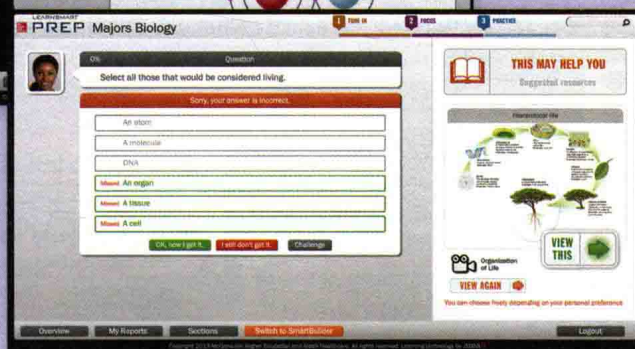 LEARNSMART
PREP Majors Biology
1 TUNE IN
2 FOCUS
3 PRACTICE
0% Question
Select all those that would be considered living.
Sorry, your answer is incorrect.
An atom
A molecule
DNA
Missed An organ
Missed A tissue
Missed A cell
OK, now I get it.
I still don't get it.
Challenge
THIS MAY HELP YOU
Suggested resources
Hierarchical life
VIEW THIS
Organization
of Life
VIEW AGAIN
You can choose freely depending on your personal preference
Overview
My Reports
Sections
Switch to SmartBuilder
Logout